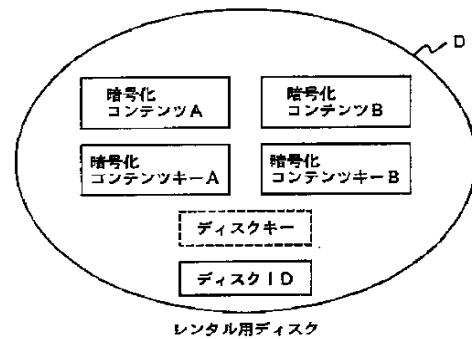 D
暗号化
コンテンツA
暗号化
コンテンツB
暗号化
コンテンツキーA
暗号化
コンテンツキーB
ディスクキー
ディスクID
レンタル用ディスク